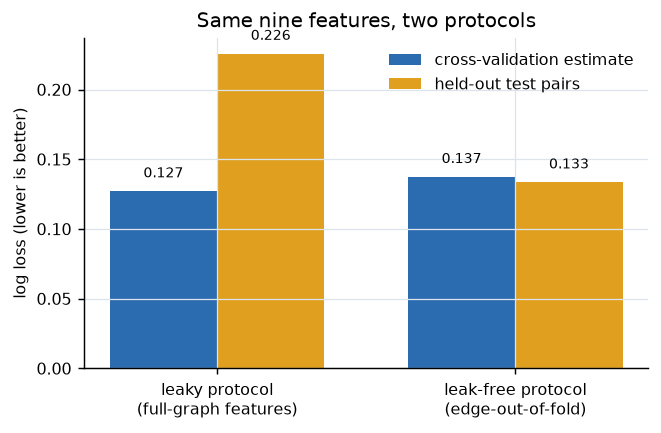 Same nine features, two protocols
0.226
cross-validation estimate
held-out test pairs
0.127
0.137
0.133
log loss (lower is better)
0.20
0.15
0.10
0.05
0.00
leaky protocol
(full-graph features)
leak-free protocol
(edge-out-of-fold)